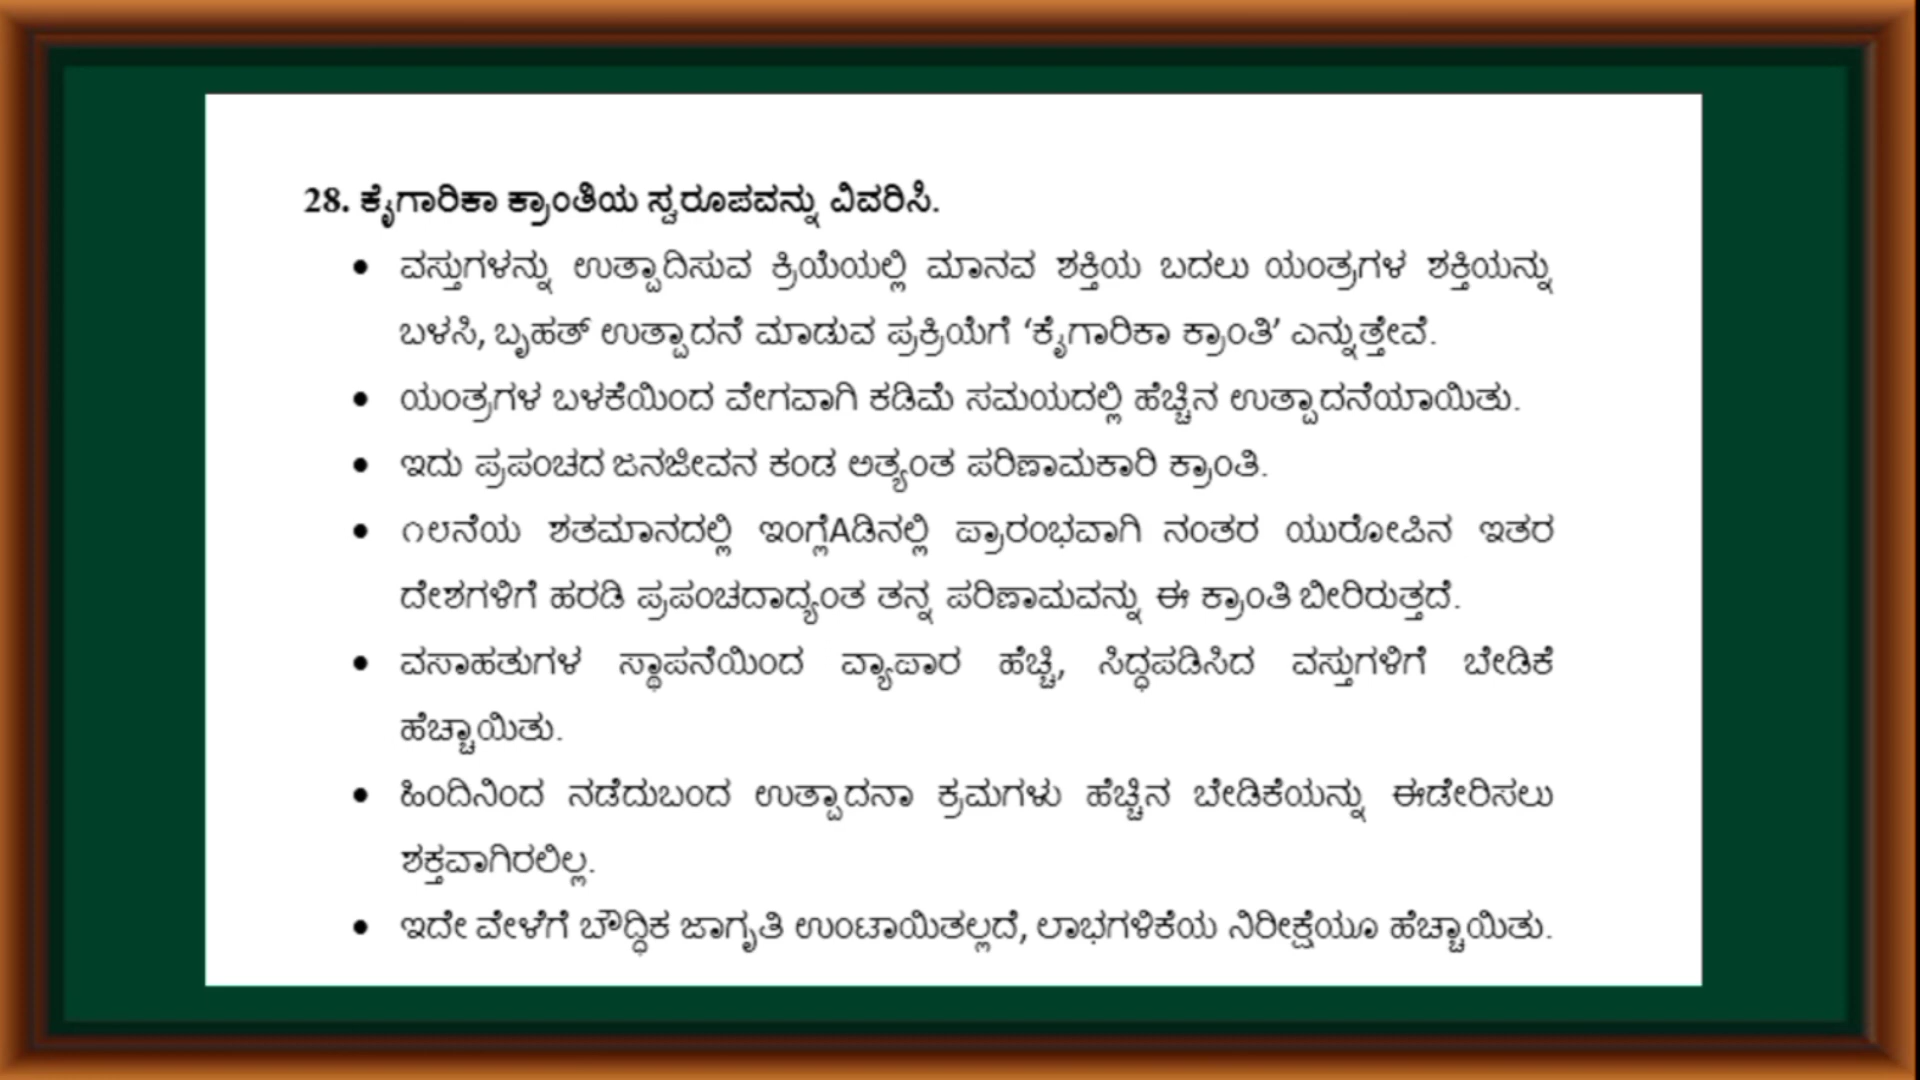 28. ಕೈಗಾರಿಕಾ ಕ್ರಾಂತಿಯ ಸ್ವರೂಪವನ್ನು ವಿವರಿಸಿ.
• ವಸ್ತುಗಳನ್ನು ಉತ್ಪಾದಿಸುವ ಕ್ರಿಯೆಯಲ್ಲಿ ಮಾನವ ಶಕ್ತಿಯ ಬದಲು ಯಂತ್ರಗಳ ಶಕ್ತಿಯನ್ನು
ಬಳಸಿ, ಬೃಹತ್ ಉತ್ಪಾದನೆ ಮಾಡುವ ಪ್ರಕ್ರಿಯೆಗೆ ‘ಕೈಗಾರಿಕಾ ಕ್ರಾಂತಿ’ ಎನ್ನುತ್ತೇವೆ.
• ಯಂತ್ರಗಳ ಬಳಕೆಯಿಂದ ವೇಗವಾಗಿ ಕಡಿಮೆ ಸಮಯದಲ್ಲಿ ಹೆಚ್ಚಿನ ಉತ್ಪಾದನೆಯಾಯಿತು.
• ಇದು ಪ್ರಪಂಚದ ಜನಜೀವನ ಕಂಡ ಅತ್ಯಂತ ಪರಿಣಾಮಕಾರಿ ಕ್ರಾಂತಿ.
• ೧೮ನೆಯ ಶತಮಾನದಲ್ಲಿ ಇಂಗ್ಲೆAಡಿನಲ್ಲಿ ಪ್ರಾರಂಭವಾಗಿ ನಂತರ ಯುರೋಪಿನ ಇತರ
ದೇಶಗಳಿಗೆ ಹರಡಿ ಪ್ರಪಂಚದಾದ್ಯಂತ ತನ್ನ ಪರಿಣಾಮವನ್ನು ಈ ಕ್ರಾಂತಿ ಬೀರಿರುತ್ತದೆ.
• ವಸಾಹತುಗಳ ಸ್ಥಾಪನೆಯಿಂದ ವ್ಯಾಪಾರ ಹೆಚ್ಚಿ, ಸಿದ್ಧಪಡಿಸಿದ ವಸ್ತುಗಳಿಗೆ ಬೇಡಿಕೆ
ಹೆಚ್ಚಾಯಿತು.
• ಹಿಂದಿನಿಂದ ನಡೆದುಬಂದ ಉತ್ಪಾದನಾ ಕ್ರಮಗಳು ಹೆಚ್ಚಿನ ಬೇಡಿಕೆಯನ್ನು ಈಡೇರಿಸಲು
ಶಕ್ತವಾಗಿರಲಿಲ್ಲ.
• ಇದೇ ವೇಳೆಗೆ ಬೌದ್ಧಿಕ ಜಾಗೃತಿ ಉಂಟಾಯಿತಲ್ಲದೆ, ಲಾಭಗಳಿಕೆಯ ನಿರೀಕ್ಷೆಯೂ ಹೆಚ್ಚಾಯಿತು.